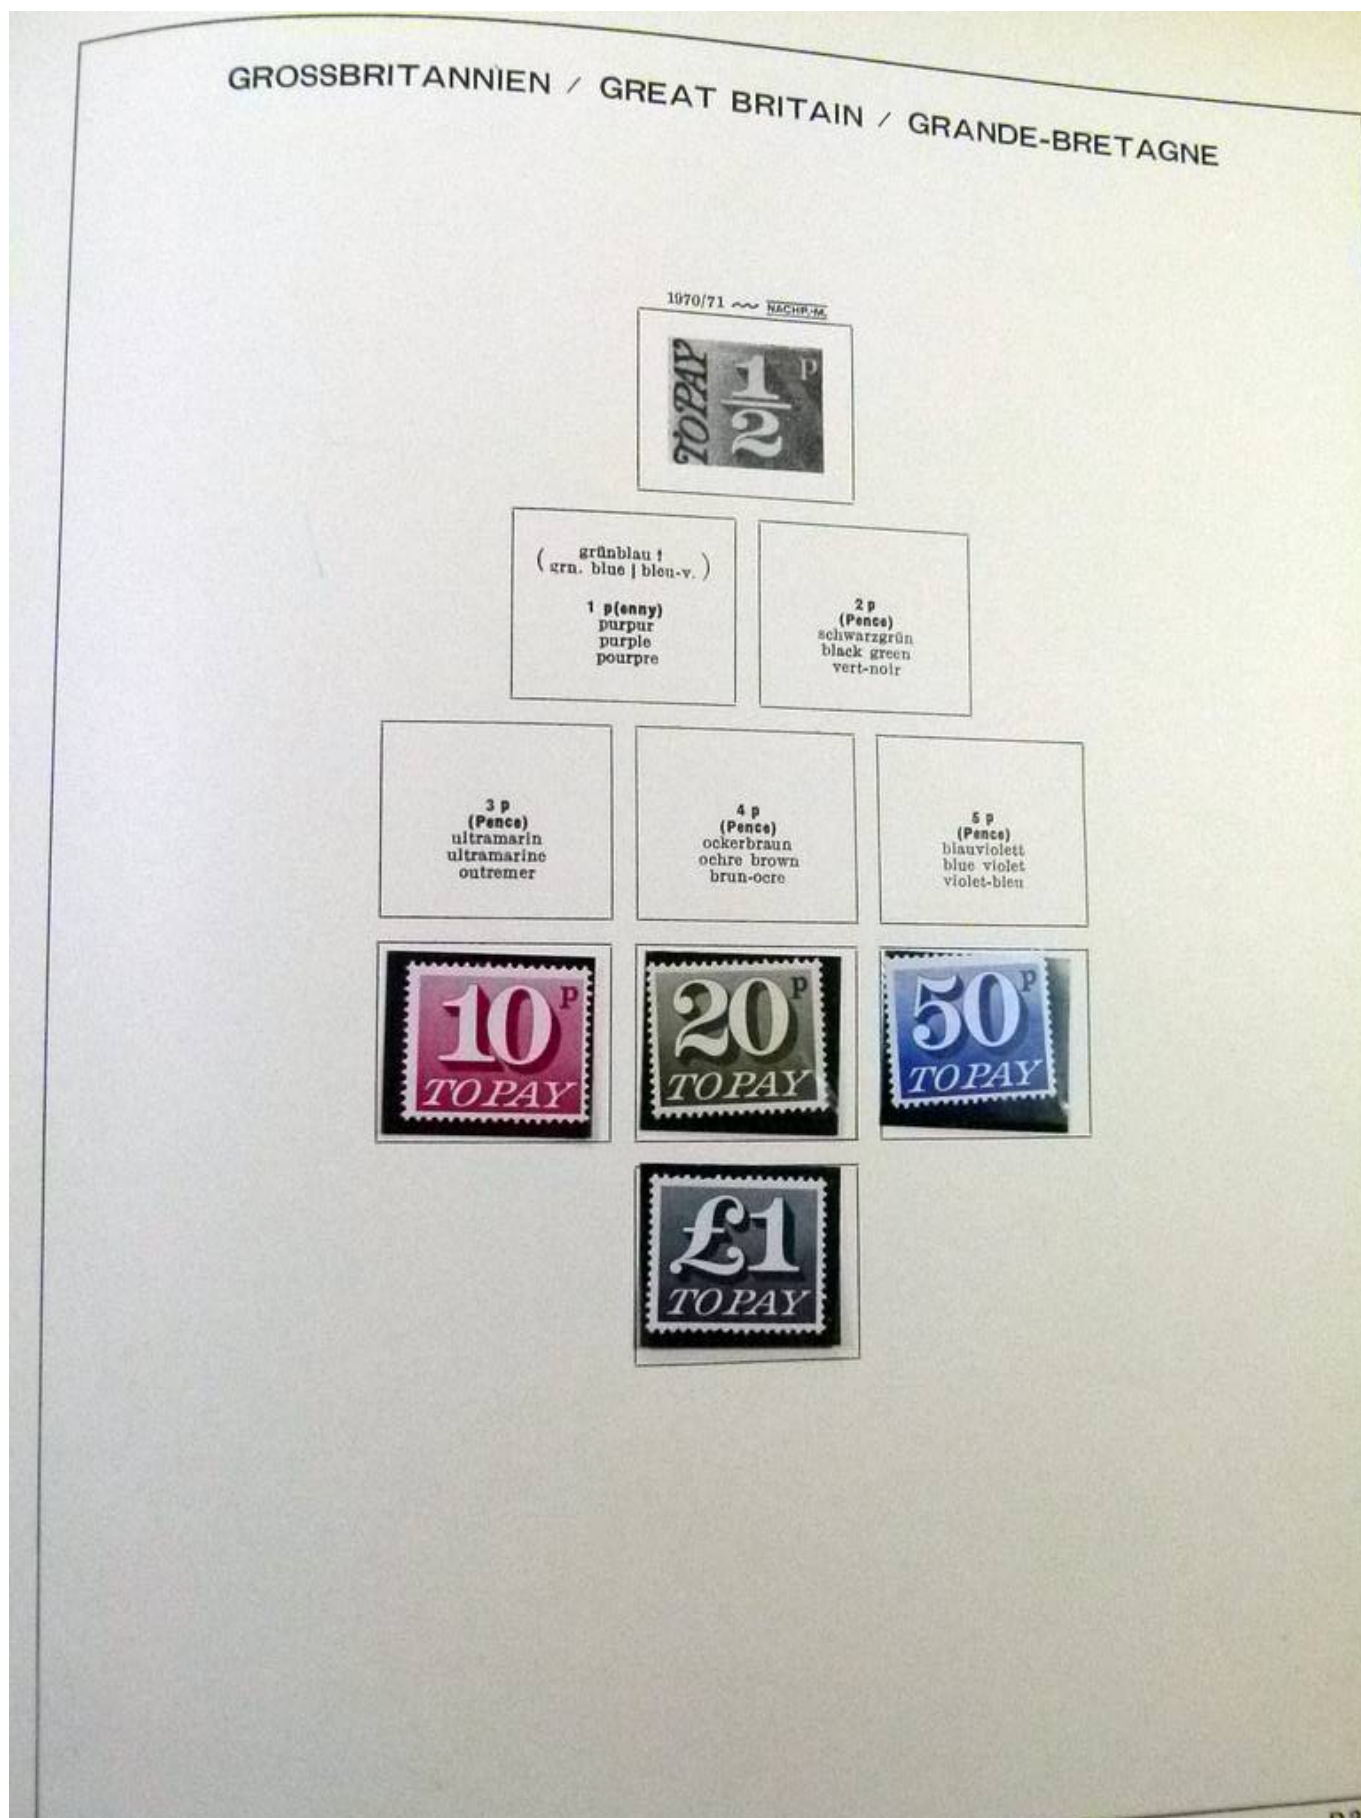 GROSSBRITANNIEN / GREAT BRITAIN / GRANDE-BRETAGNE
1970/71 NACHP.-M.
TO PAY 1/2 p
(grünblau ↑
grn. blue | bleu-v.)
1 p(enny)
purpur
purple
pourpre
2 p
(Pence)
schwarzgrün
black green
vert-noir
3 p
(Pence)
ultramarin
ultramarine
outremer
4 p
(Pence)
ockerbraun
ochre brown
brun-ocre
5 p
(Pence)
blauviolett
blue violet
violet-bleu
10 p
TO PAY
20 p
TO PAY
50 p
TO PAY
£1
TO PAY